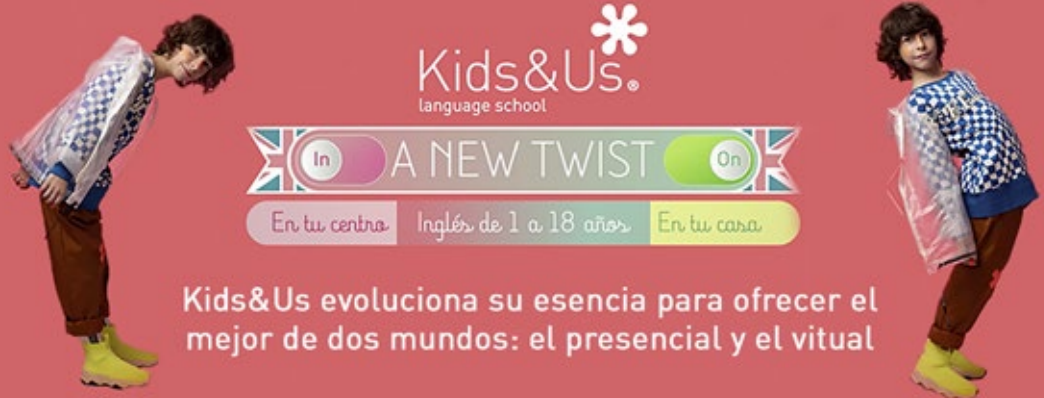 Kids&Us®
language school
In A NEW TWIST On
En tu centro Inglés de 1 a 18 años En tu casa
Kids&Us evoluciona su esencia para ofrecer el
mejor de dos mundos: el presencial y el vitual